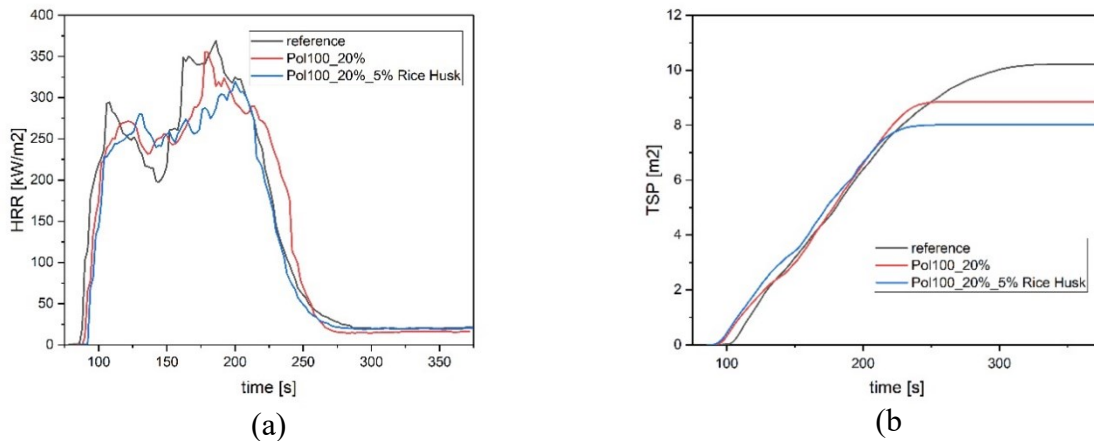 400
350
300
250
200
150
100
50
0
HRR [kW/m2]
reference
Pol100_20%
Pol100_20%_5% Rice Husk
100 150 200 250 300 350
time [s]
(a)
12
10
8
6
4
2
0
TSP [m2]
reference
Pol100_20%
Pol100_20%_5% Rice Husk
100 200 300
time [s]
(b